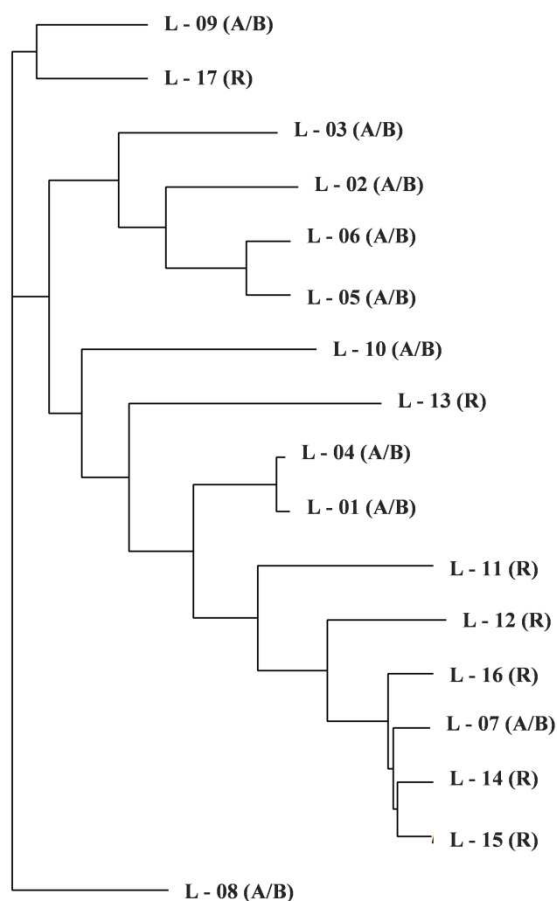 L - 09 (A/B)
L - 17 (R)
L - 03 (A/B)
L - 02 (A/B)
L - 06 (A/B)
L - 05 (A/B)
L - 10 (A/B)
L - 13 (R)
L - 04 (A/B)
L - 01 (A/B)
L - 11 (R)
L - 12 (R)
L - 16 (R)
L - 07 (A/B)
L - 14 (R)
L - 15 (R)
L - 08 (A/B)